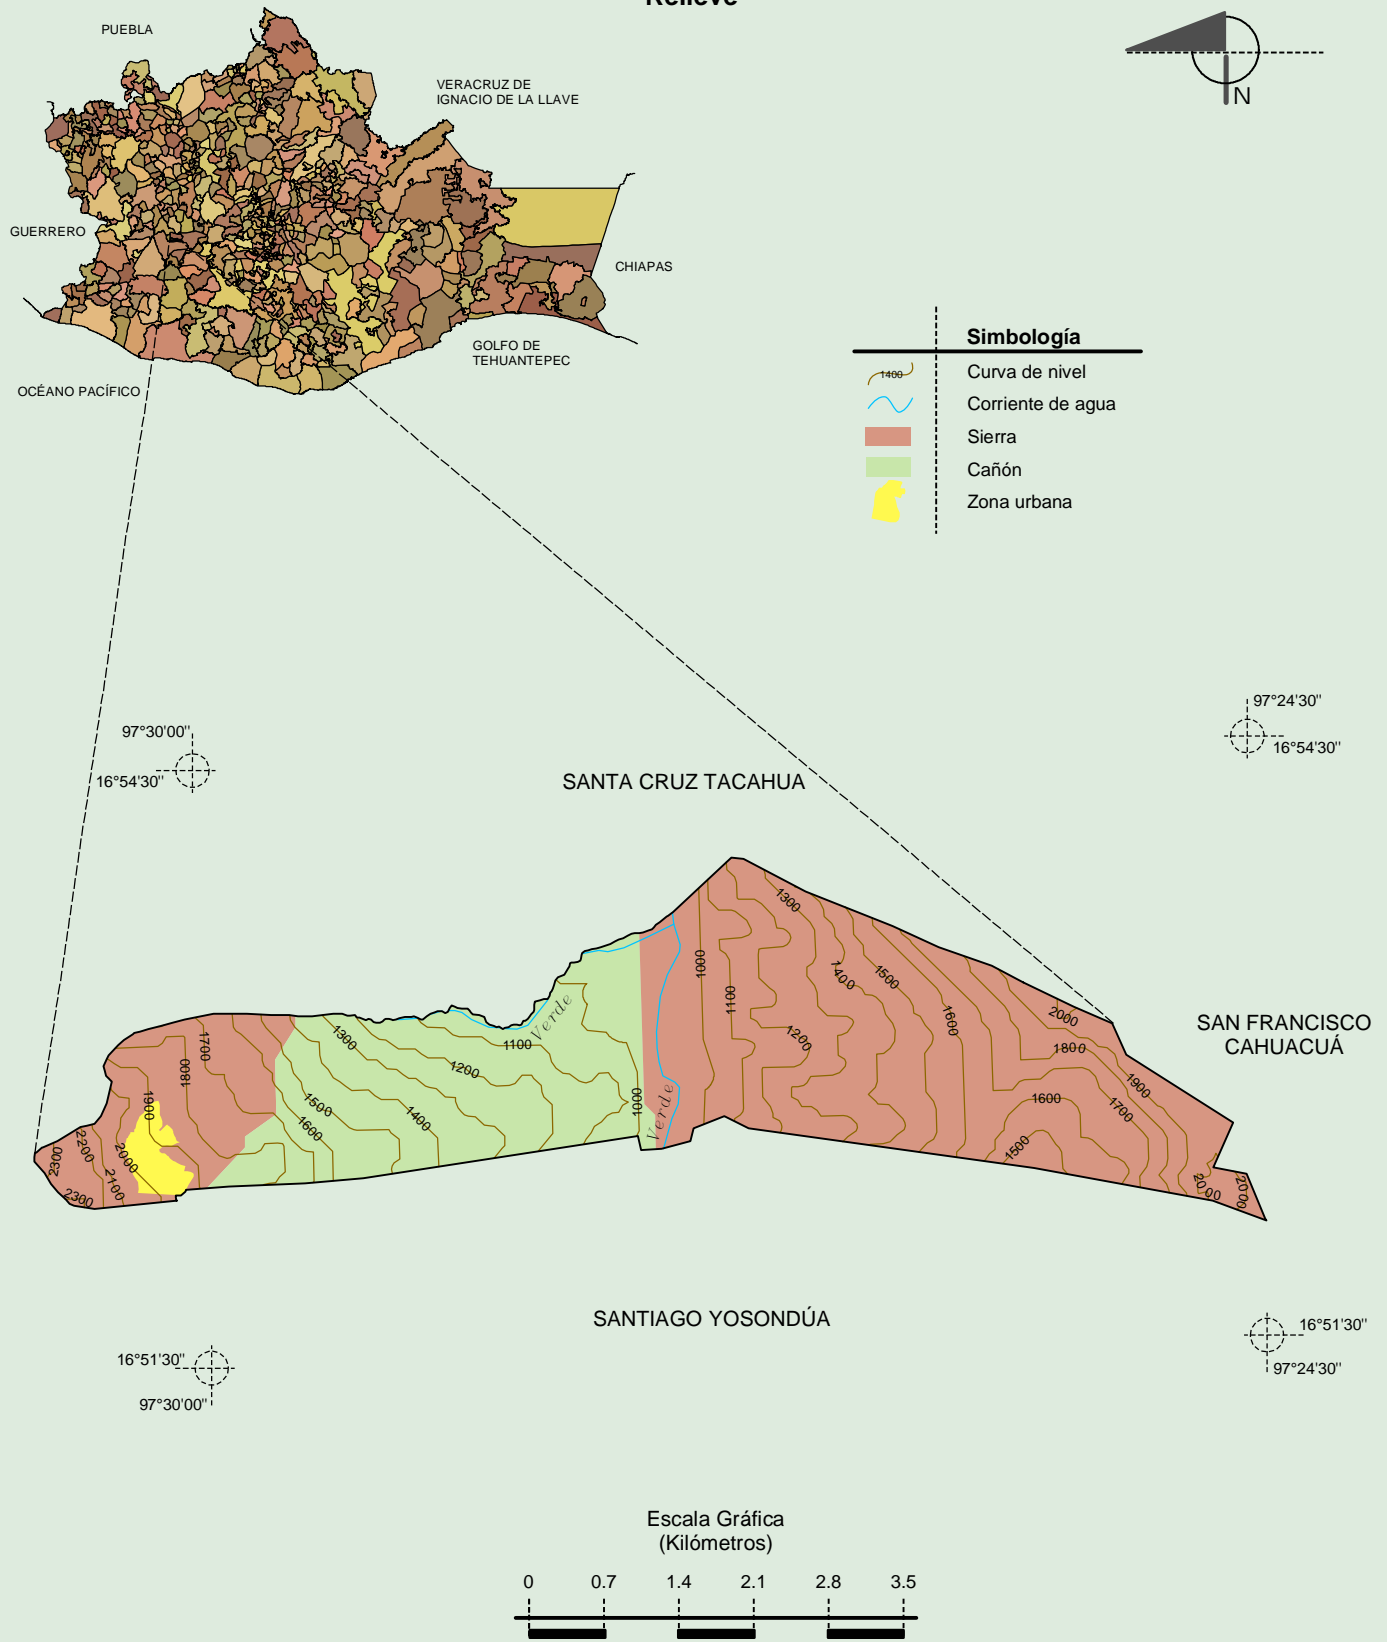 Relieve
PUEBLA
VERACRUZ DE
IGNACIO DE LA LLAVE
N
GUERRERO
CHIAPAS
GOLFO DE
TEHUANTEPEC
OCÉANO PACÍFICO
Simbología
1400
Curva de nivel
Corriente de agua
Sierra
Cañón
Zona urbana
97°30'00"
16°54'30"
97°24'30"
16°54'30"
SANTA CRUZ TACAHUA
1300
1000
1400
1500
1100
Verde
2000
1600
SAN FRANCISCO
CAHUACUÁ
1700
1300
1200
1100
1800
1800
1200
1900
1900
1500
1000
1600
1700
1400
Verde
1600
2200
2000
1500
2300
2100
2000
2000
2300
SANTIAGO YOSONDÚA
16°51'30"
97°30'00"
16°51'30"
97°24'30"
Escala Gráfica
(Kilómetros)
0 0.7 1.4 2.1 2.8 3.5